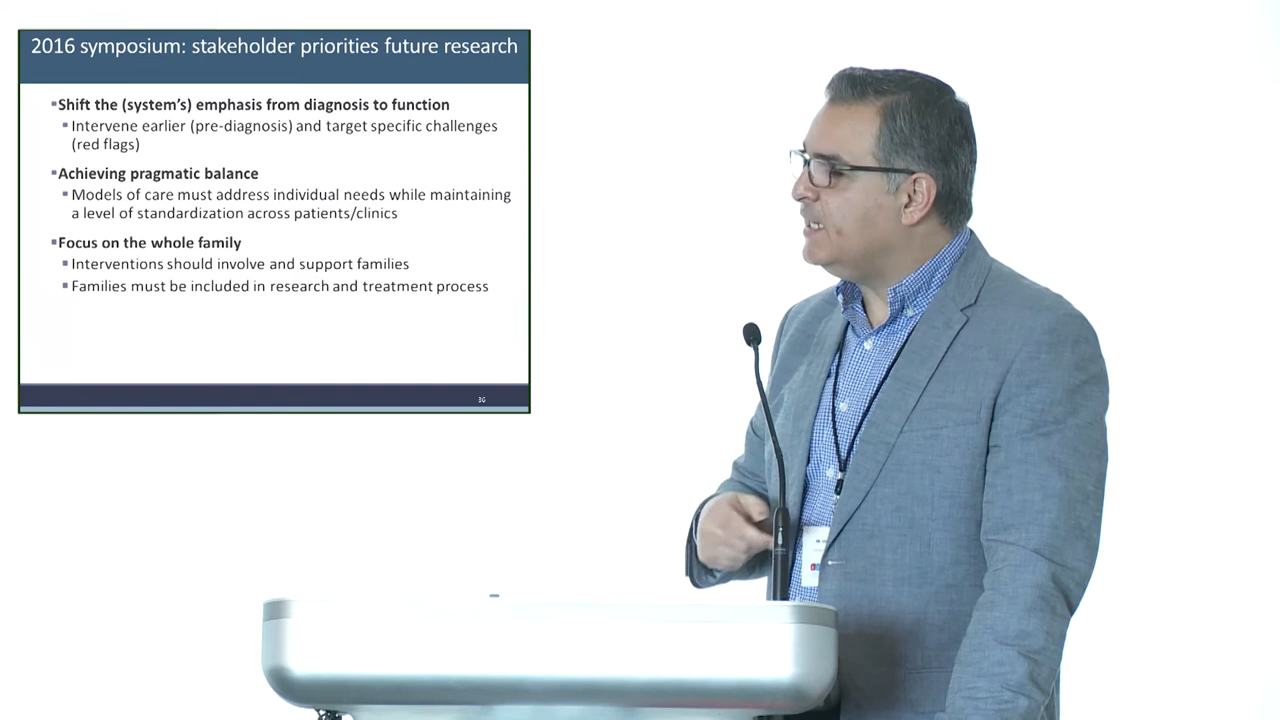 2016 symposium: stakeholder priorities future research
▪Shift the (system's) emphasis from diagnosis to function
▪Intervene earlier (pre-diagnosis) and target specific challenges
(red flags)
▪Achieving pragmatic balance
▪Models of care must address individual needs while maintaining
a level of standardization across patients/clinics
▪Focus on the whole family
▪Interventions should involve and support families
▪Families must be included in research and treatment process